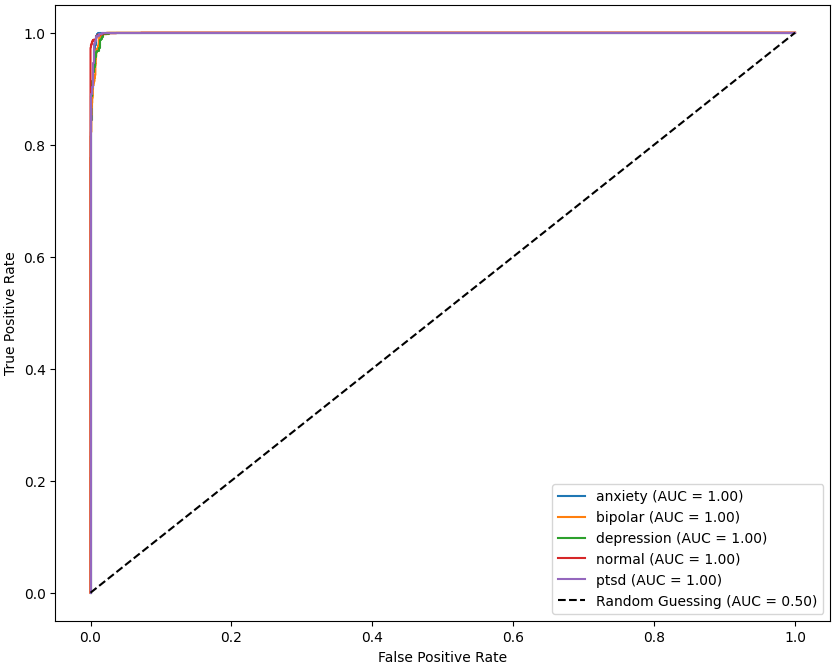 1.0
0.8
0.6
0.4
0.2
0.0
True Positive Rate
anxiety (AUC = 1.00)
bipolar (AUC = 1.00)
depression (AUC = 1.00)
normal (AUC = 1.00)
ptsd (AUC = 1.00)
Random Guessing (AUC = 0.50)
0.0 0.2 0.4 0.6 0.8 1.0
False Positive Rate